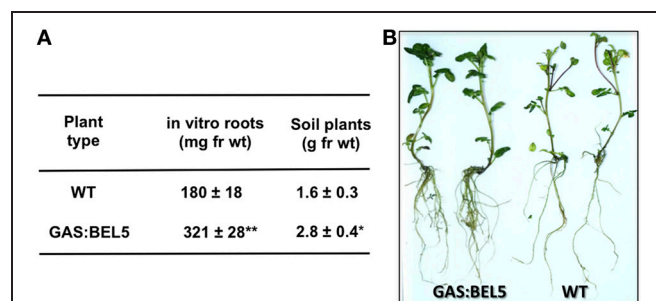 A
Plant type in vitro roots (mg fr wt) Soil plants (g fr wt)
WT 180 ± 18 1.6 ± 0.3
GAS:BEL5 321 ± 28** 2.8 ± 0.4*
B
GAS:BEL5 WT